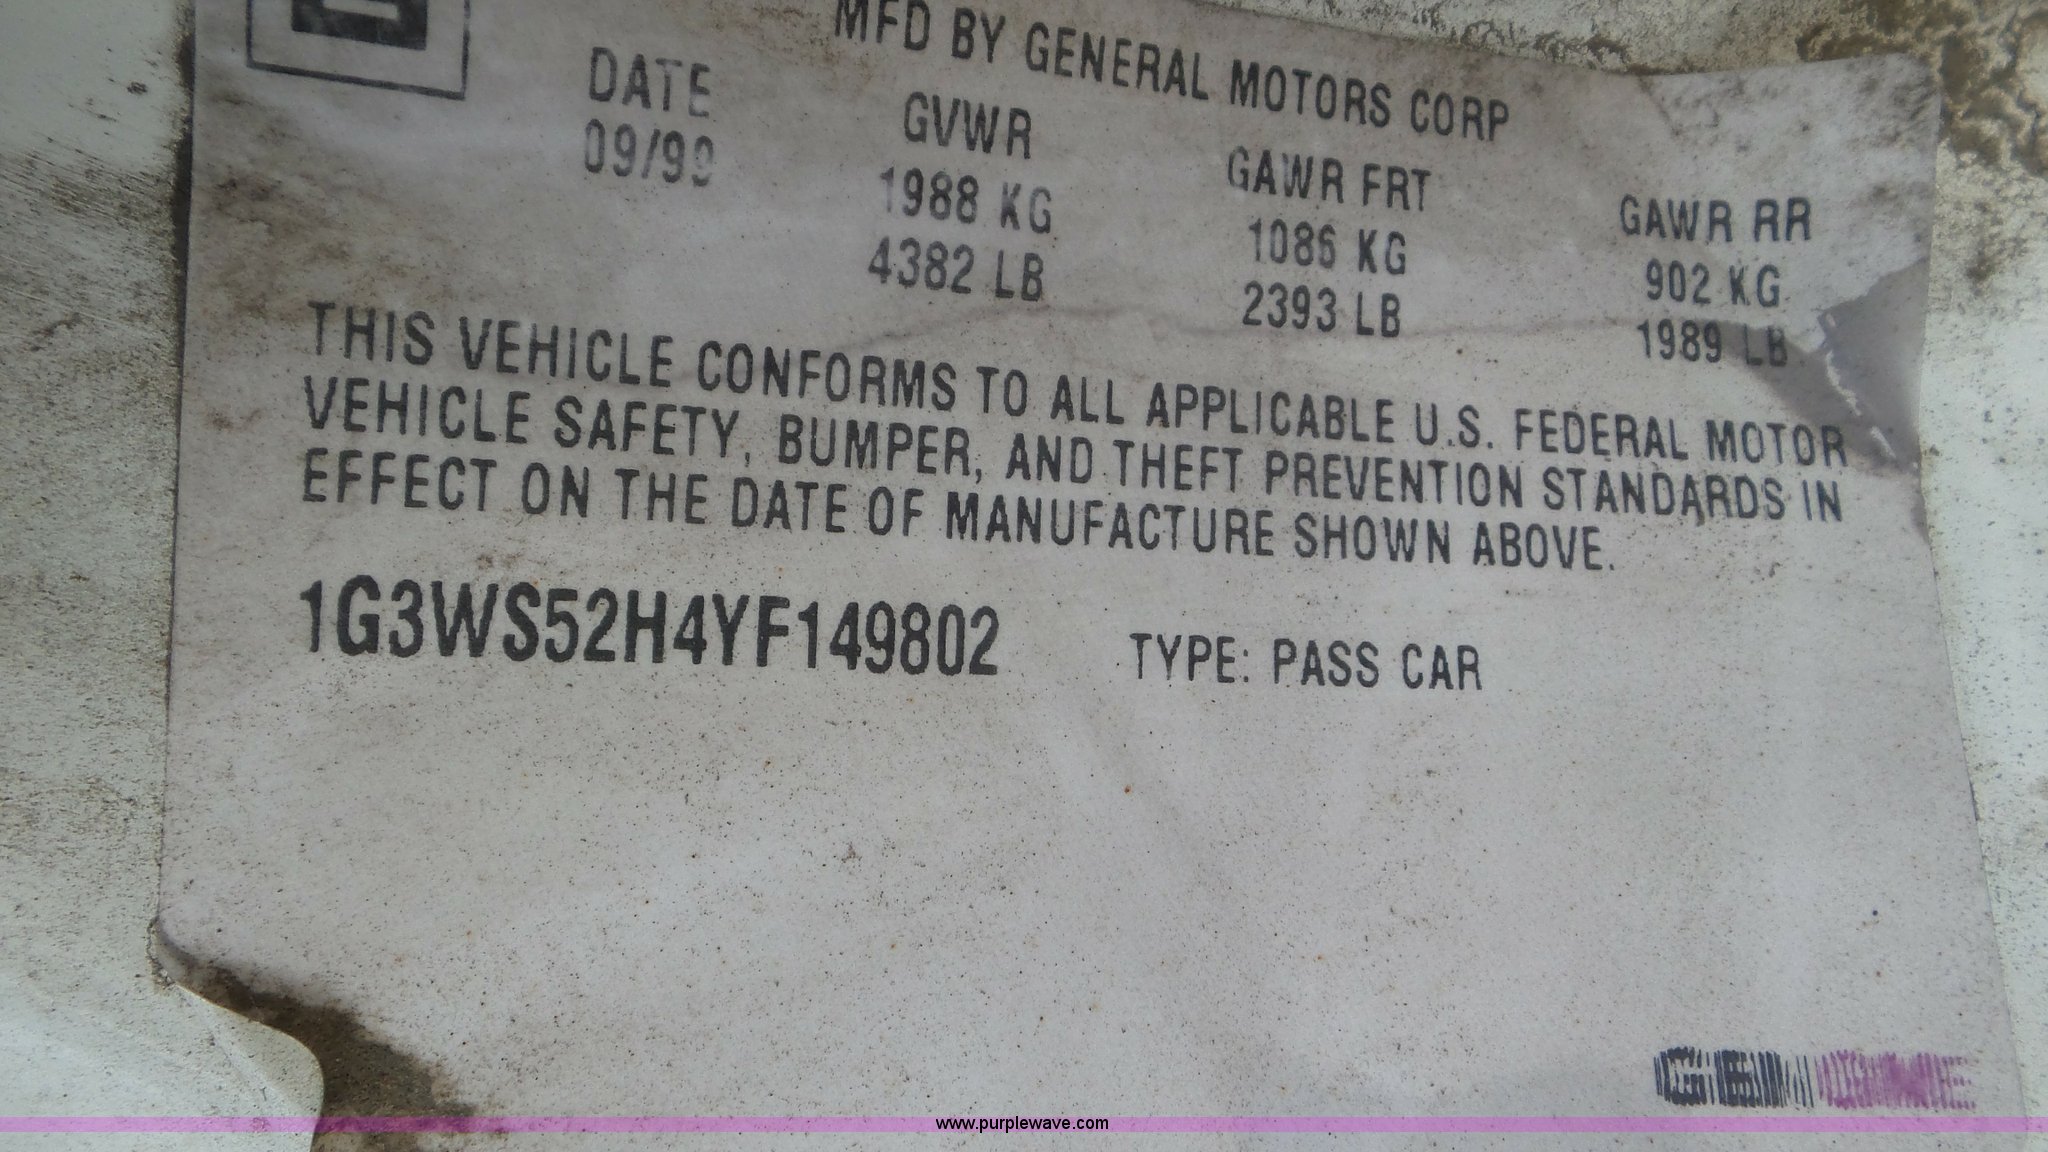 MFD BY GENERAL MOTORS CORP
DATE GVWR GAWR FRT GAWR RR
09/99 1988 KG 1086 KG 902 KG
4382 LB 2393 LB 1989 LB
THIS VEHICLE CONFORMS TO ALL APPLICABLE U.S. FEDERAL MOTOR
VEHICLE SAFETY, BUMPER, AND THEFT PREVENTION STANDARDS IN
EFFECT ON THE DATE OF MANUFACTURE SHOWN ABOVE.
1G3WS52H4YF149802 TYPE: PASS CAR
www.purplewave.com